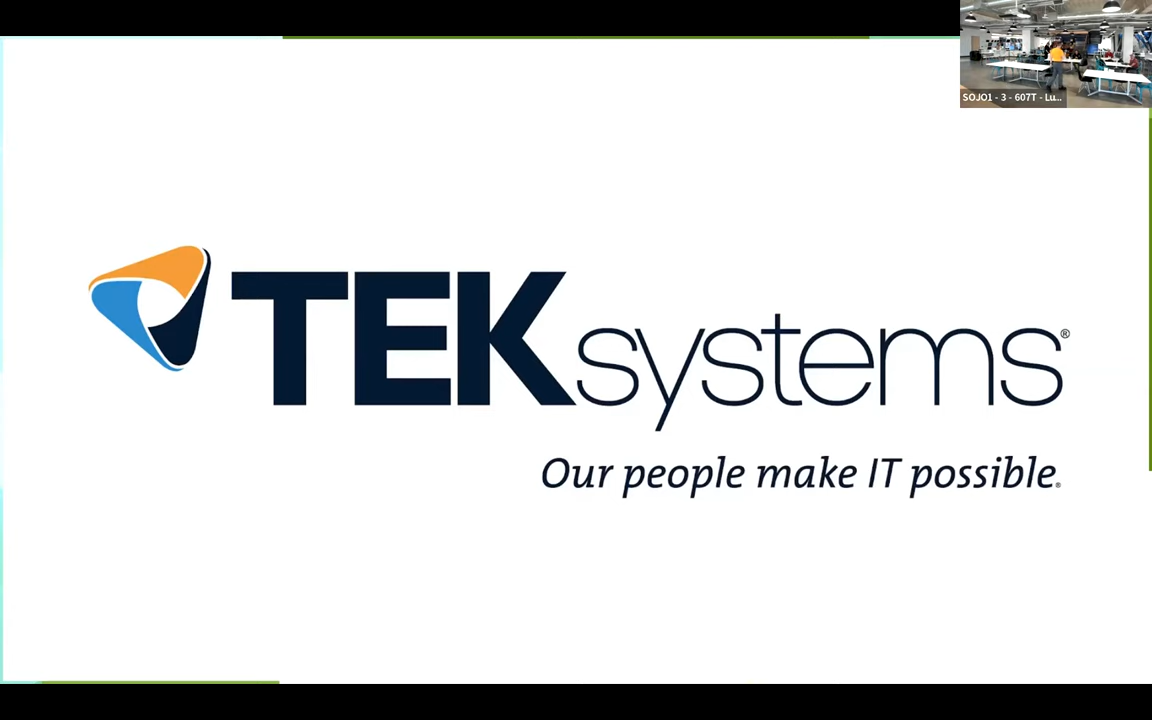 SOJO1 - 3 - 607T - Lu...
TEKsystems®
Our people make IT possible.®